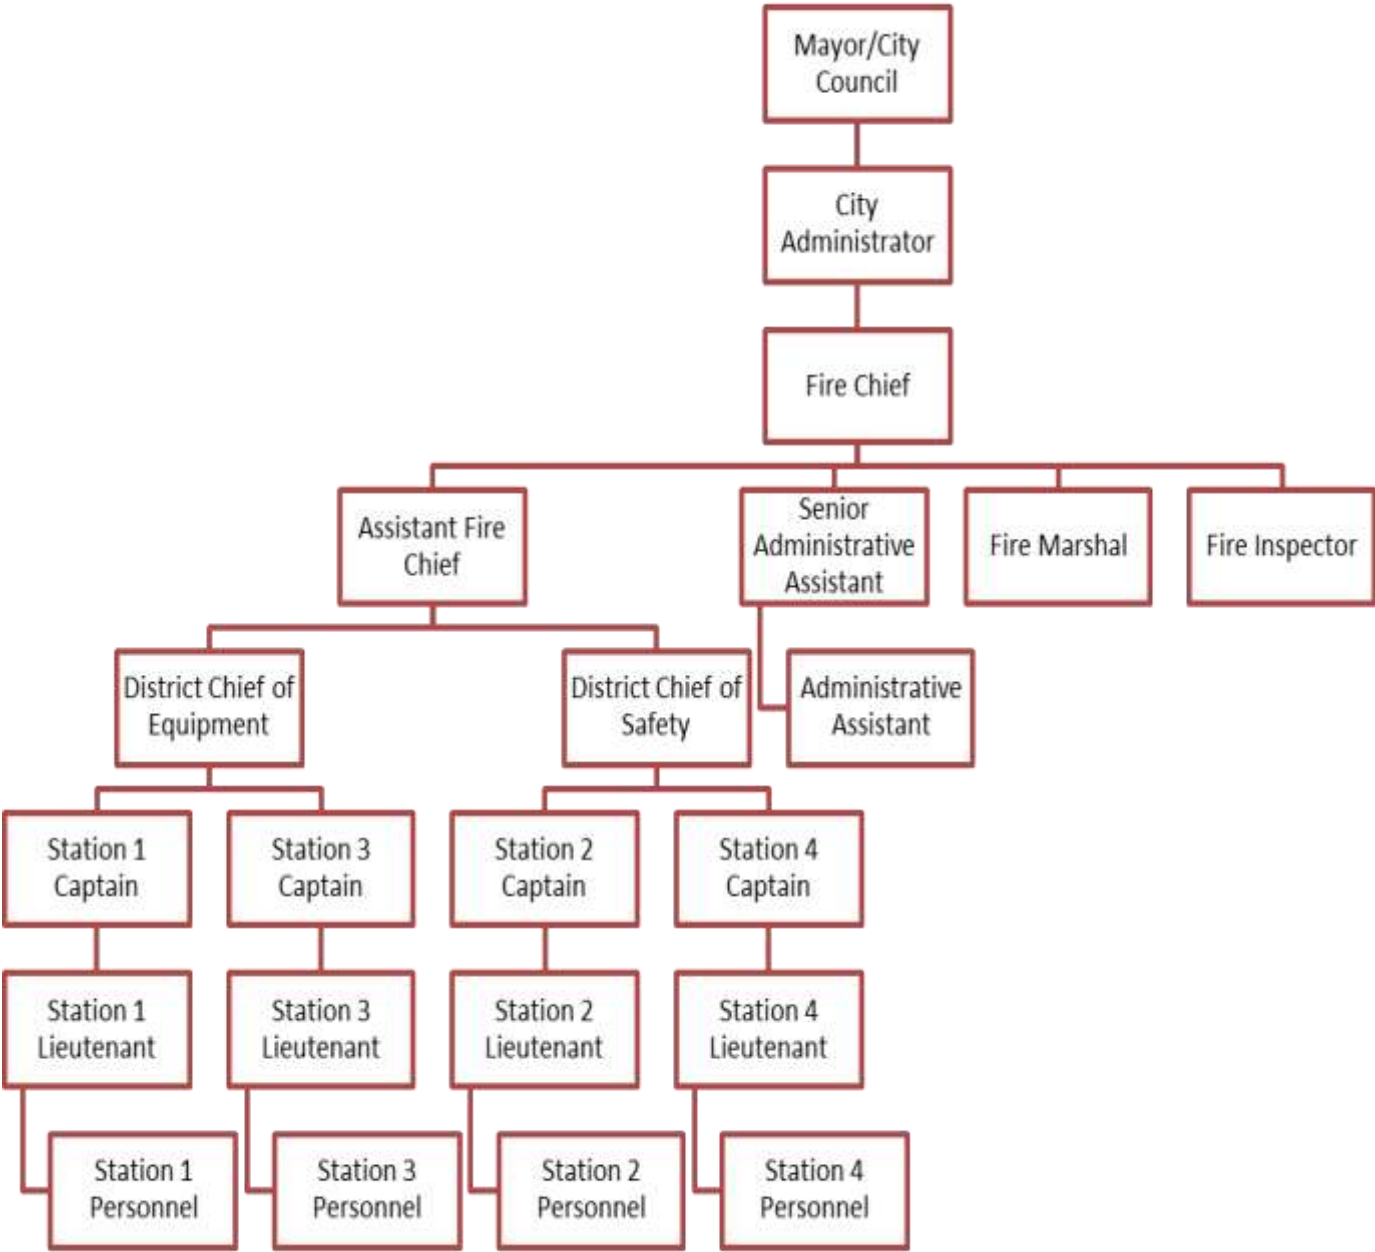 Mayor/City
Council
City
Administrator
Fire Chief
Assistant Fire
Chief
Senior
Administrative
Assistant
Fire Marshal
Fire Inspector
District Chief of
Equipment
District Chief of
Safety
Administrative
Assistant
Station 1
Captain
Station 3
Captain
Station 2
Captain
Station 4
Captain
Station 1
Lieutenant
Station 3
Lieutenant
Station 2
Lieutenant
Station 4
Lieutenant
Station 1
Personnel
Station 3
Personnel
Station 2
Personnel
Station 4
Personnel